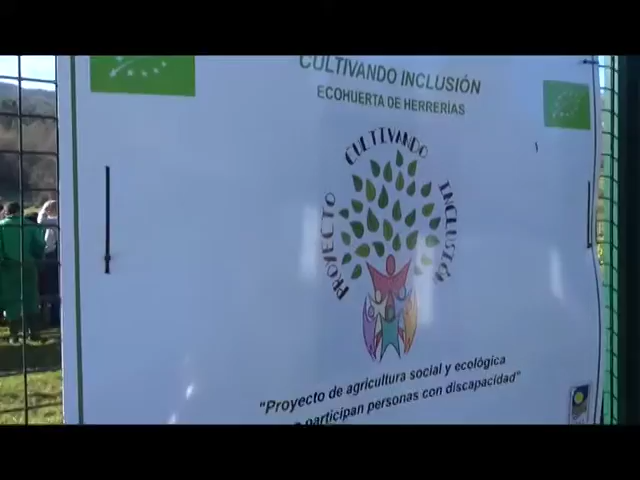 CULTIVANDO INCLUSIÓN
ECOHUERTA DE HERRERÍAS
PROYECTO CULTIVANDO INCLUSIÓN
"Proyecto de agricultura social y ecológica
participan personas con discapacidad"